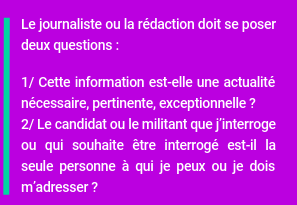 Le journaliste ou la rédaction doit se poser
deux questions :
1/ Cette information est-elle une actualité
nécessaire, pertinente, exceptionnelle ?
2/ Le candidat ou le militant que j'interroge
ou qui souhaite être interrogé est-il la
seule personne à qui je peux ou je dois
m'adresser ?